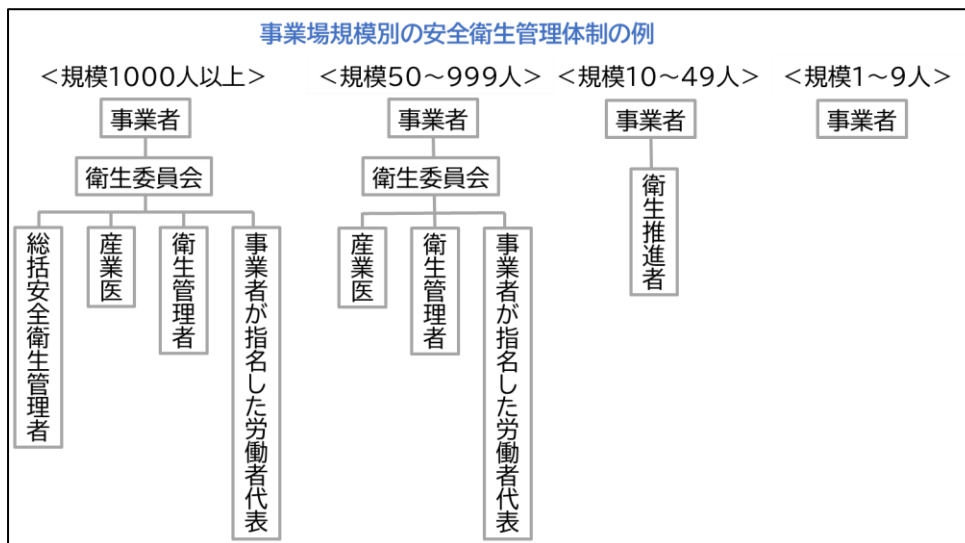 事業場規模別の安全衛生管理体制の例
＜規模1000人以上＞
事業者
衛生委員会
総括安全衛生管理者
産業医
衛生管理者
事業者が指名した労働者代表
＜規模50～999人＞
事業者
衛生委員会
産業医
衛生管理者
事業者が指名した労働者代表
＜規模10～49人＞
事業者
衛生推進者
＜規模1～9人＞
事業者